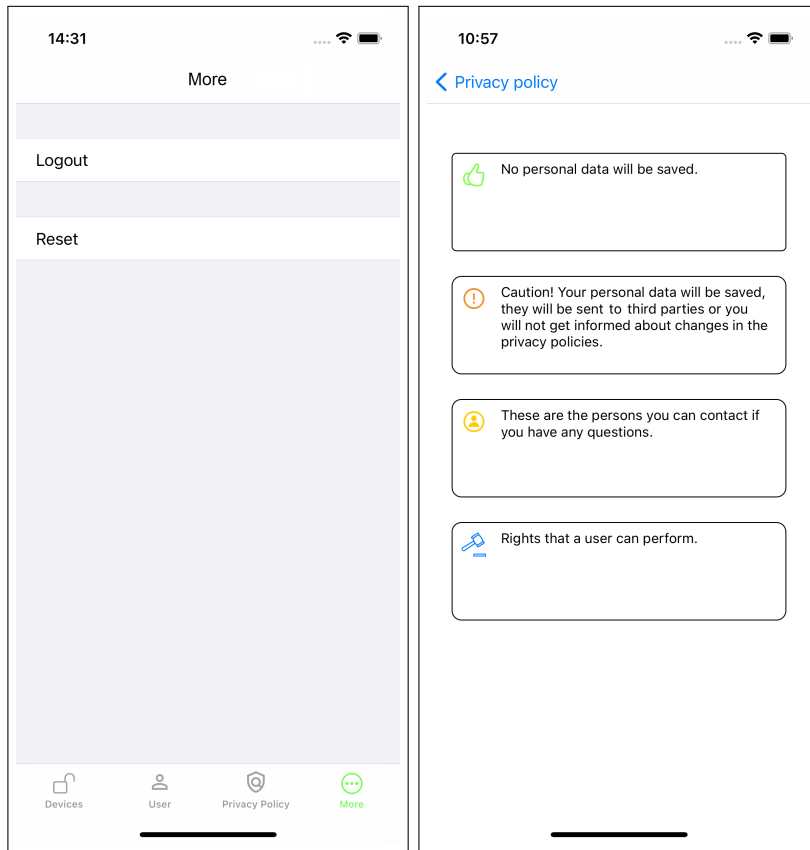 14:31
More
Logout
Reset
Devices
User
Privacy Policy
More
10:57
Privacy policy
No personal data will be saved.
Caution! Your personal data will be saved,
they will be sent to third parties or you
will not get informed about changes in the
privacy policies.
These are the persons you can contact if
you have any questions.
Rights that a user can perform.